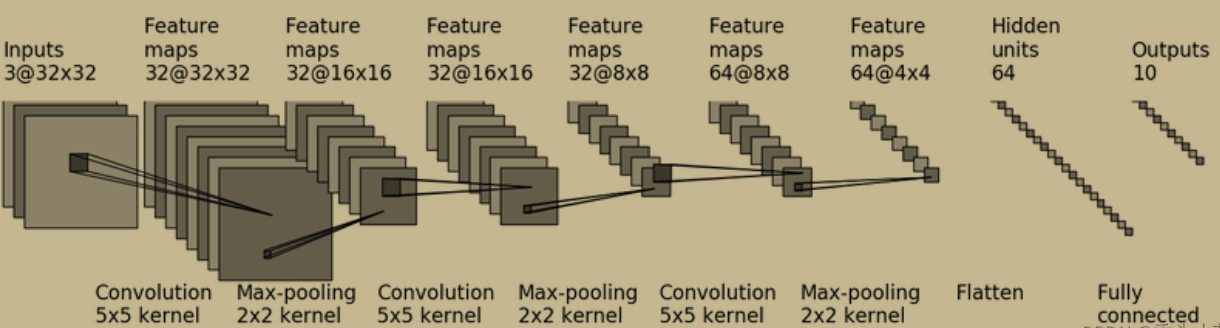 Inputs
3@32x32
Feature
maps
32@32x32
Feature
maps
32@16x16
Feature
maps
32@16x16
Feature
maps
32@8x8
Feature
maps
64@8x8
Feature
maps
64@4x4
Hidden
units
64
Outputs
10
Convolution
5x5 kernel
Max-pooling
2x2 kernel
Convolution
5x5 kernel
Max-pooling
2x2 kernel
Convolution
5x5 kernel
Max-pooling
2x2 kernel
Flatten
Fully
connected